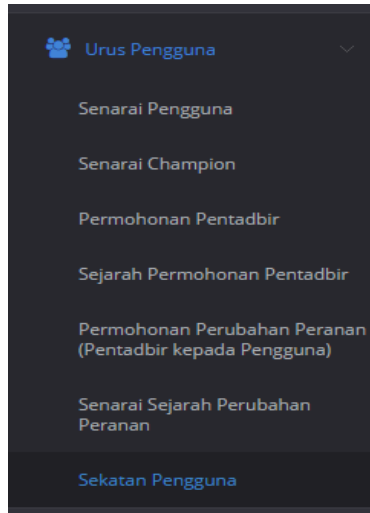 Urus Pengguna
Senarai Pengguna
Senarai Champion
Permohonan Pentadbir
Sejarah Permohonan Pentadbir
Permohonan Perubahan Peranan
(Pentadbir kepada Pengguna)
Senarai Sejarah Perubahan
Peranan
Sekatan Pengguna